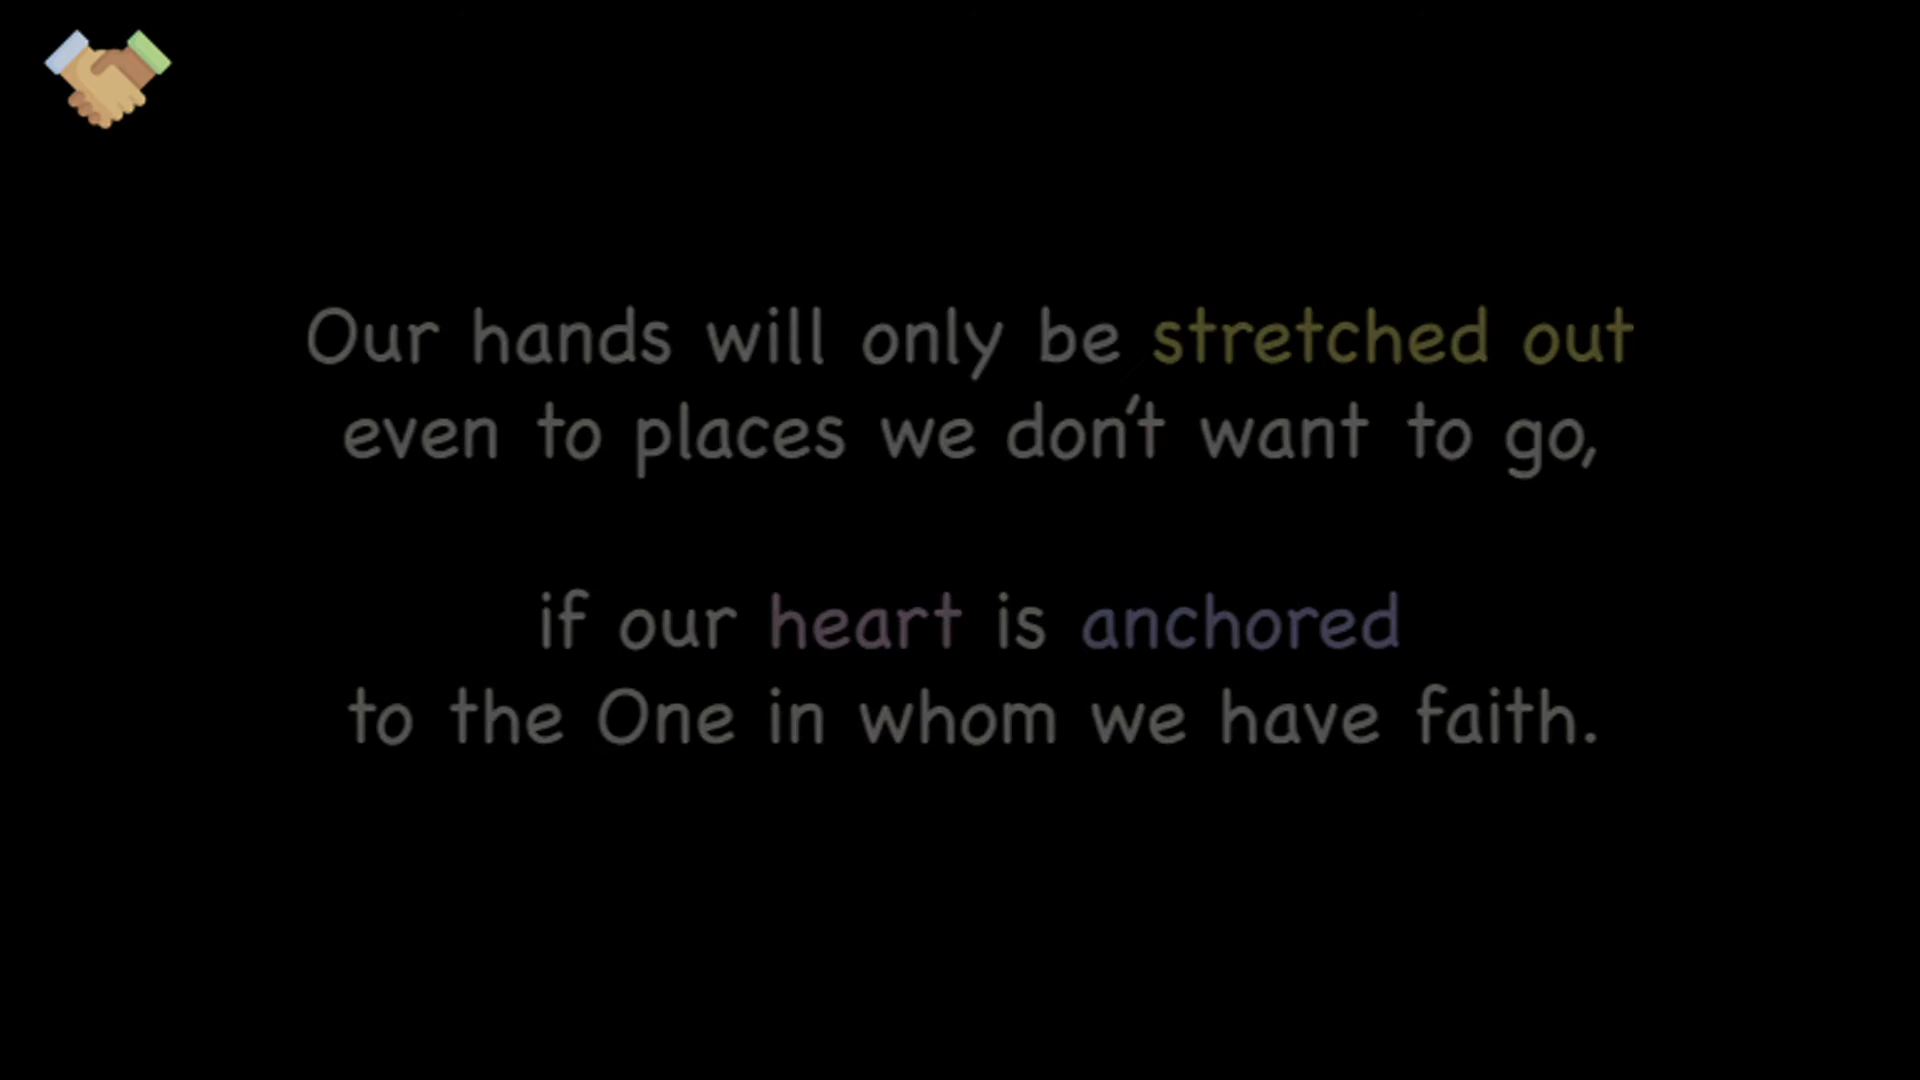 Our hands will only be stretched out
even to places we don't want to go,
if our heart is anchored
to the One in whom we have faith.